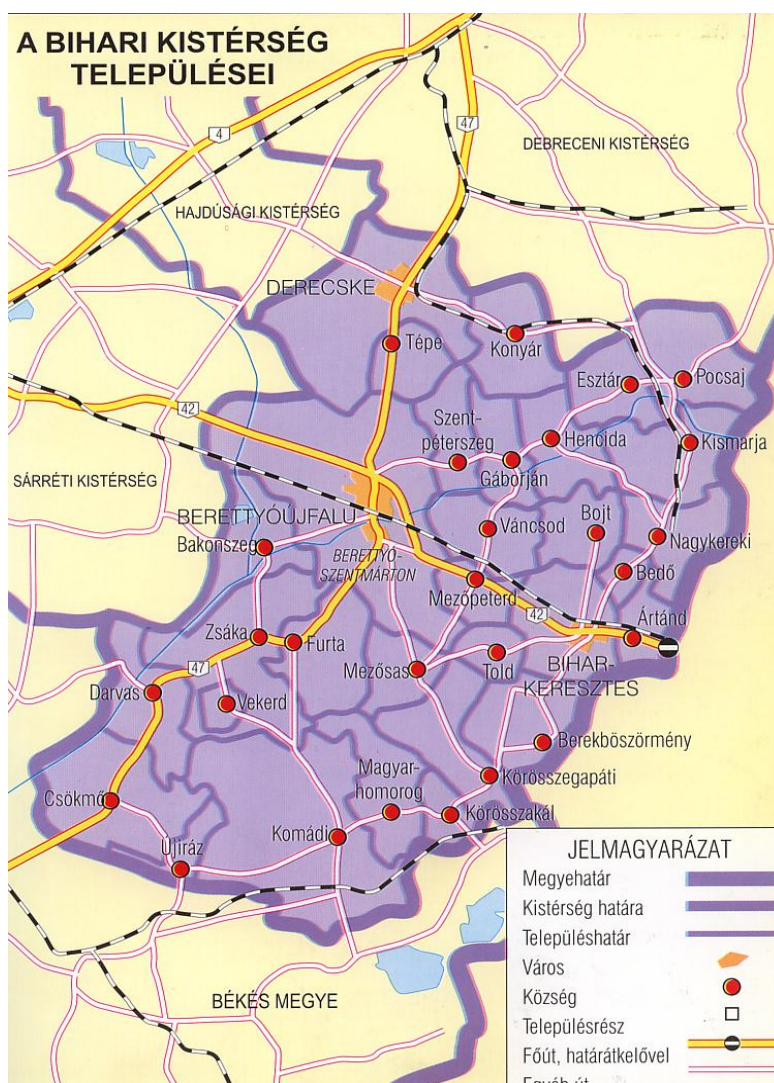 A BIHARI KISTÉRSÉG
TELEPÜLÉSEI
4
47
DEBRECENI KISTÉRSÉG
HAJDÚSÁGI KISTÉRSÉG
DERECSKE
Tépe
Konyár
Esztár
Pocsaj
42
Szent-
péterszeg
Hencida
Kismarja
Gáborján
SÁRRÉTI KISTÉRSÉG
BERETTYÓÚJFALU
Váncsod
Bojt
Nagykereki
Bakonszeg
BERETTYÓ-
SZENTMÁRTON
Bedő
Mezőpeterd
42
Ártánd
Zsáka
Furta
Mezősas
Told
BIHAR-
KERESZTES
47
Darvas
Vekerd
Berekböszörmény
Magyar-
homorog
Körösszegapáti
Csökmő
Komádi
Körösszakál
Újiráz
BÉKÉS MEGYE
JELMAGYARÁZAT
Megyehatár
Kistérség határa
Településhatár
Város
Község
Településrész
Főút, határátkelővel
Egyéb út